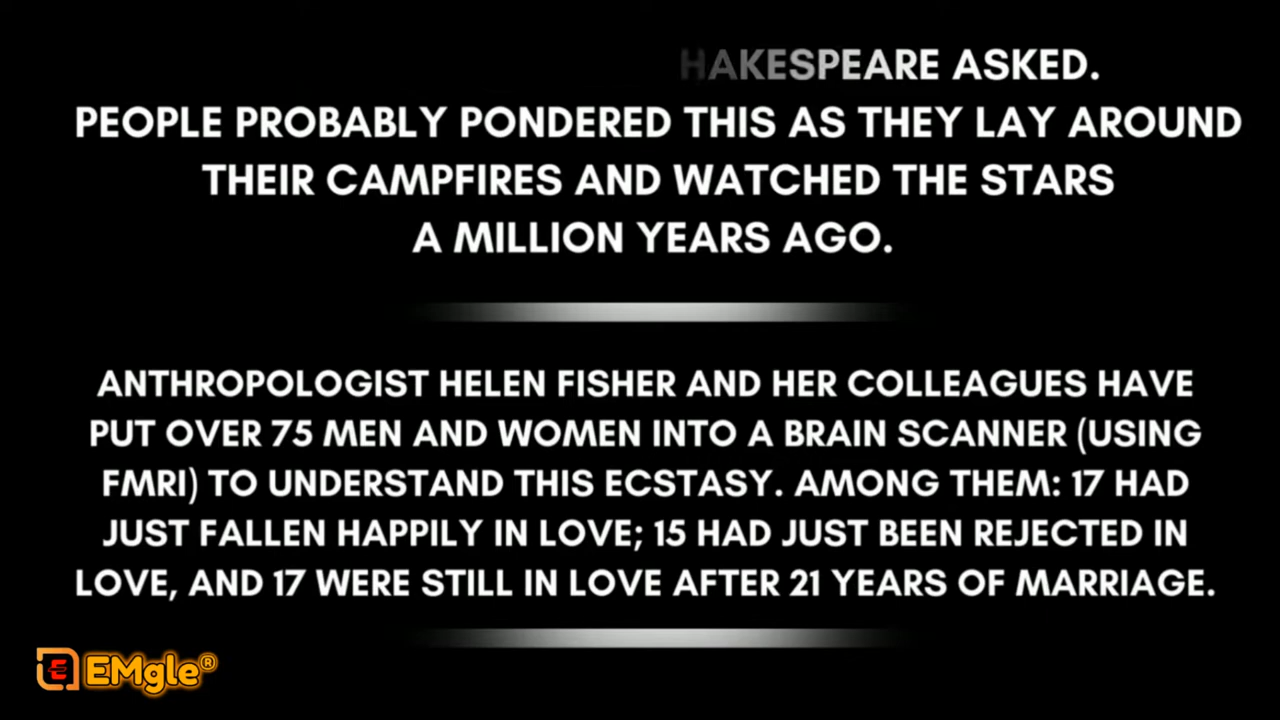 HAKESPEARE ASKED.
PEOPLE PROBABLY PONDERED THIS AS THEY LAY AROUND
THEIR CAMPFIRES AND WATCHED THE STARS
A MILLION YEARS AGO.
ANTHROPOLOGIST HELEN FISHER AND HER COLLEAGUES HAVE
PUT OVER 75 MEN AND WOMEN INTO A BRAIN SCANNER (USING
FMRI) TO UNDERSTAND THIS ECSTASY. AMONG THEM: 17 HAD
JUST FALLEN HAPPILY IN LOVE; 15 HAD JUST BEEN REJECTED IN
LOVE, AND 17 WERE STILL IN LOVE AFTER 21 YEARS OF MARRIAGE.
E EMgle®